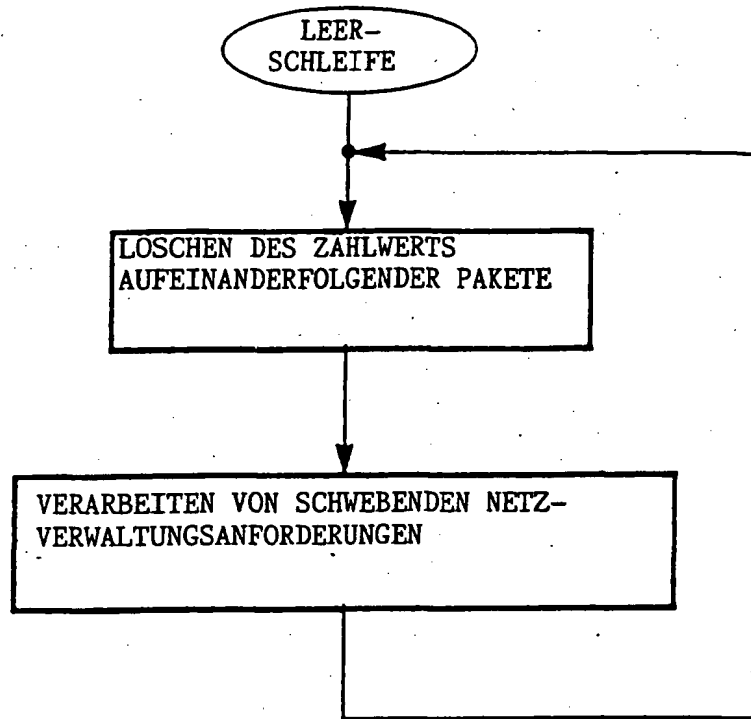 LEER-
SCHLEIFE
LOSCHEN DES ZAHLWERTS
AUFEINANDERFOLGENDER PAKETE
VERARBEITEN VON SCHWEBENDEN NETZ-
VERWALTUNGSANFORDERUNGEN